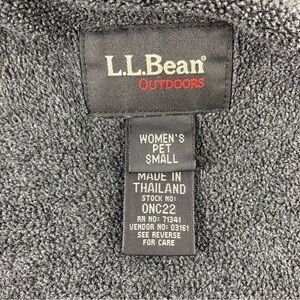 L.L.Bean®
OUTDOORS
WOMEN'S
PET
SMALL
MADE IN
THAILAND
STOCK NO:
ONC22
RN NO: 71341
VENDOR NO: 03161
SEE REVERSE
FOR CARE